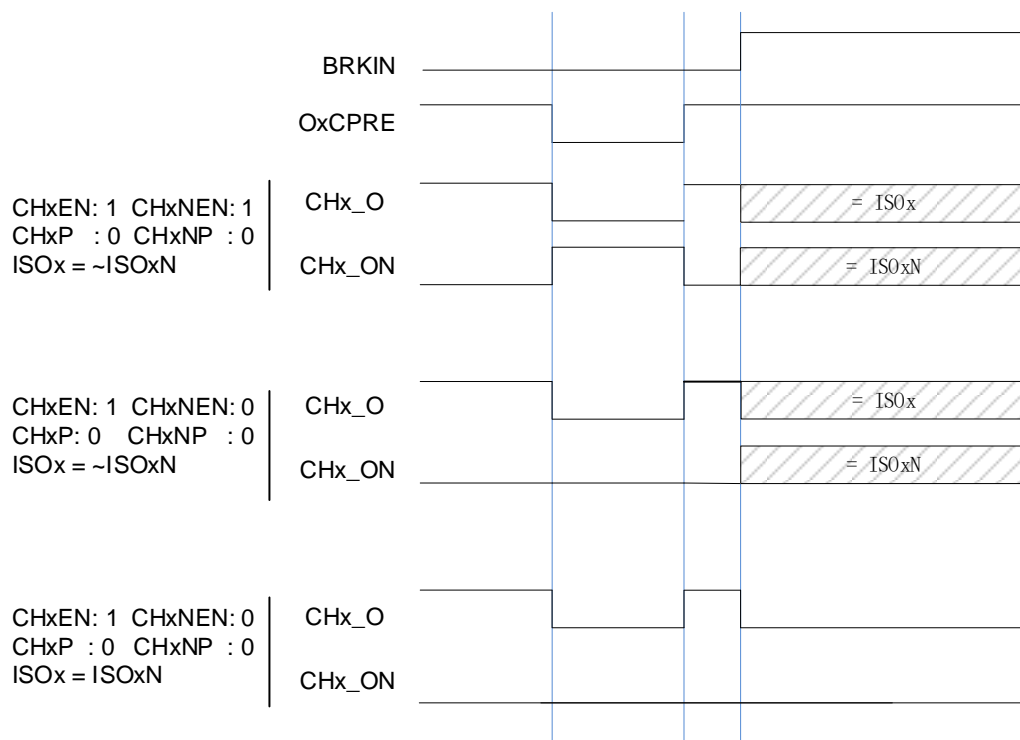 BRKIN
OxCPRE
CHxEN: 1 CHxNEN: 1
CHxP : 0 CHxNP : 0
ISOx = ~ISOxN
CHx_O
= ISOx
CHx_ON
= ISOxN
CHxEN: 1 CHxNEN: 0
CHxP: 0 CHxNP : 0
ISOx = ~ISOxN
CHx_O
= ISOx
CHx_ON
= ISOxN
CHxEN: 1 CHxNEN: 0
CHxP : 0 CHxNP : 0
ISOx = ISOxN
CHx_O
CHx_ON